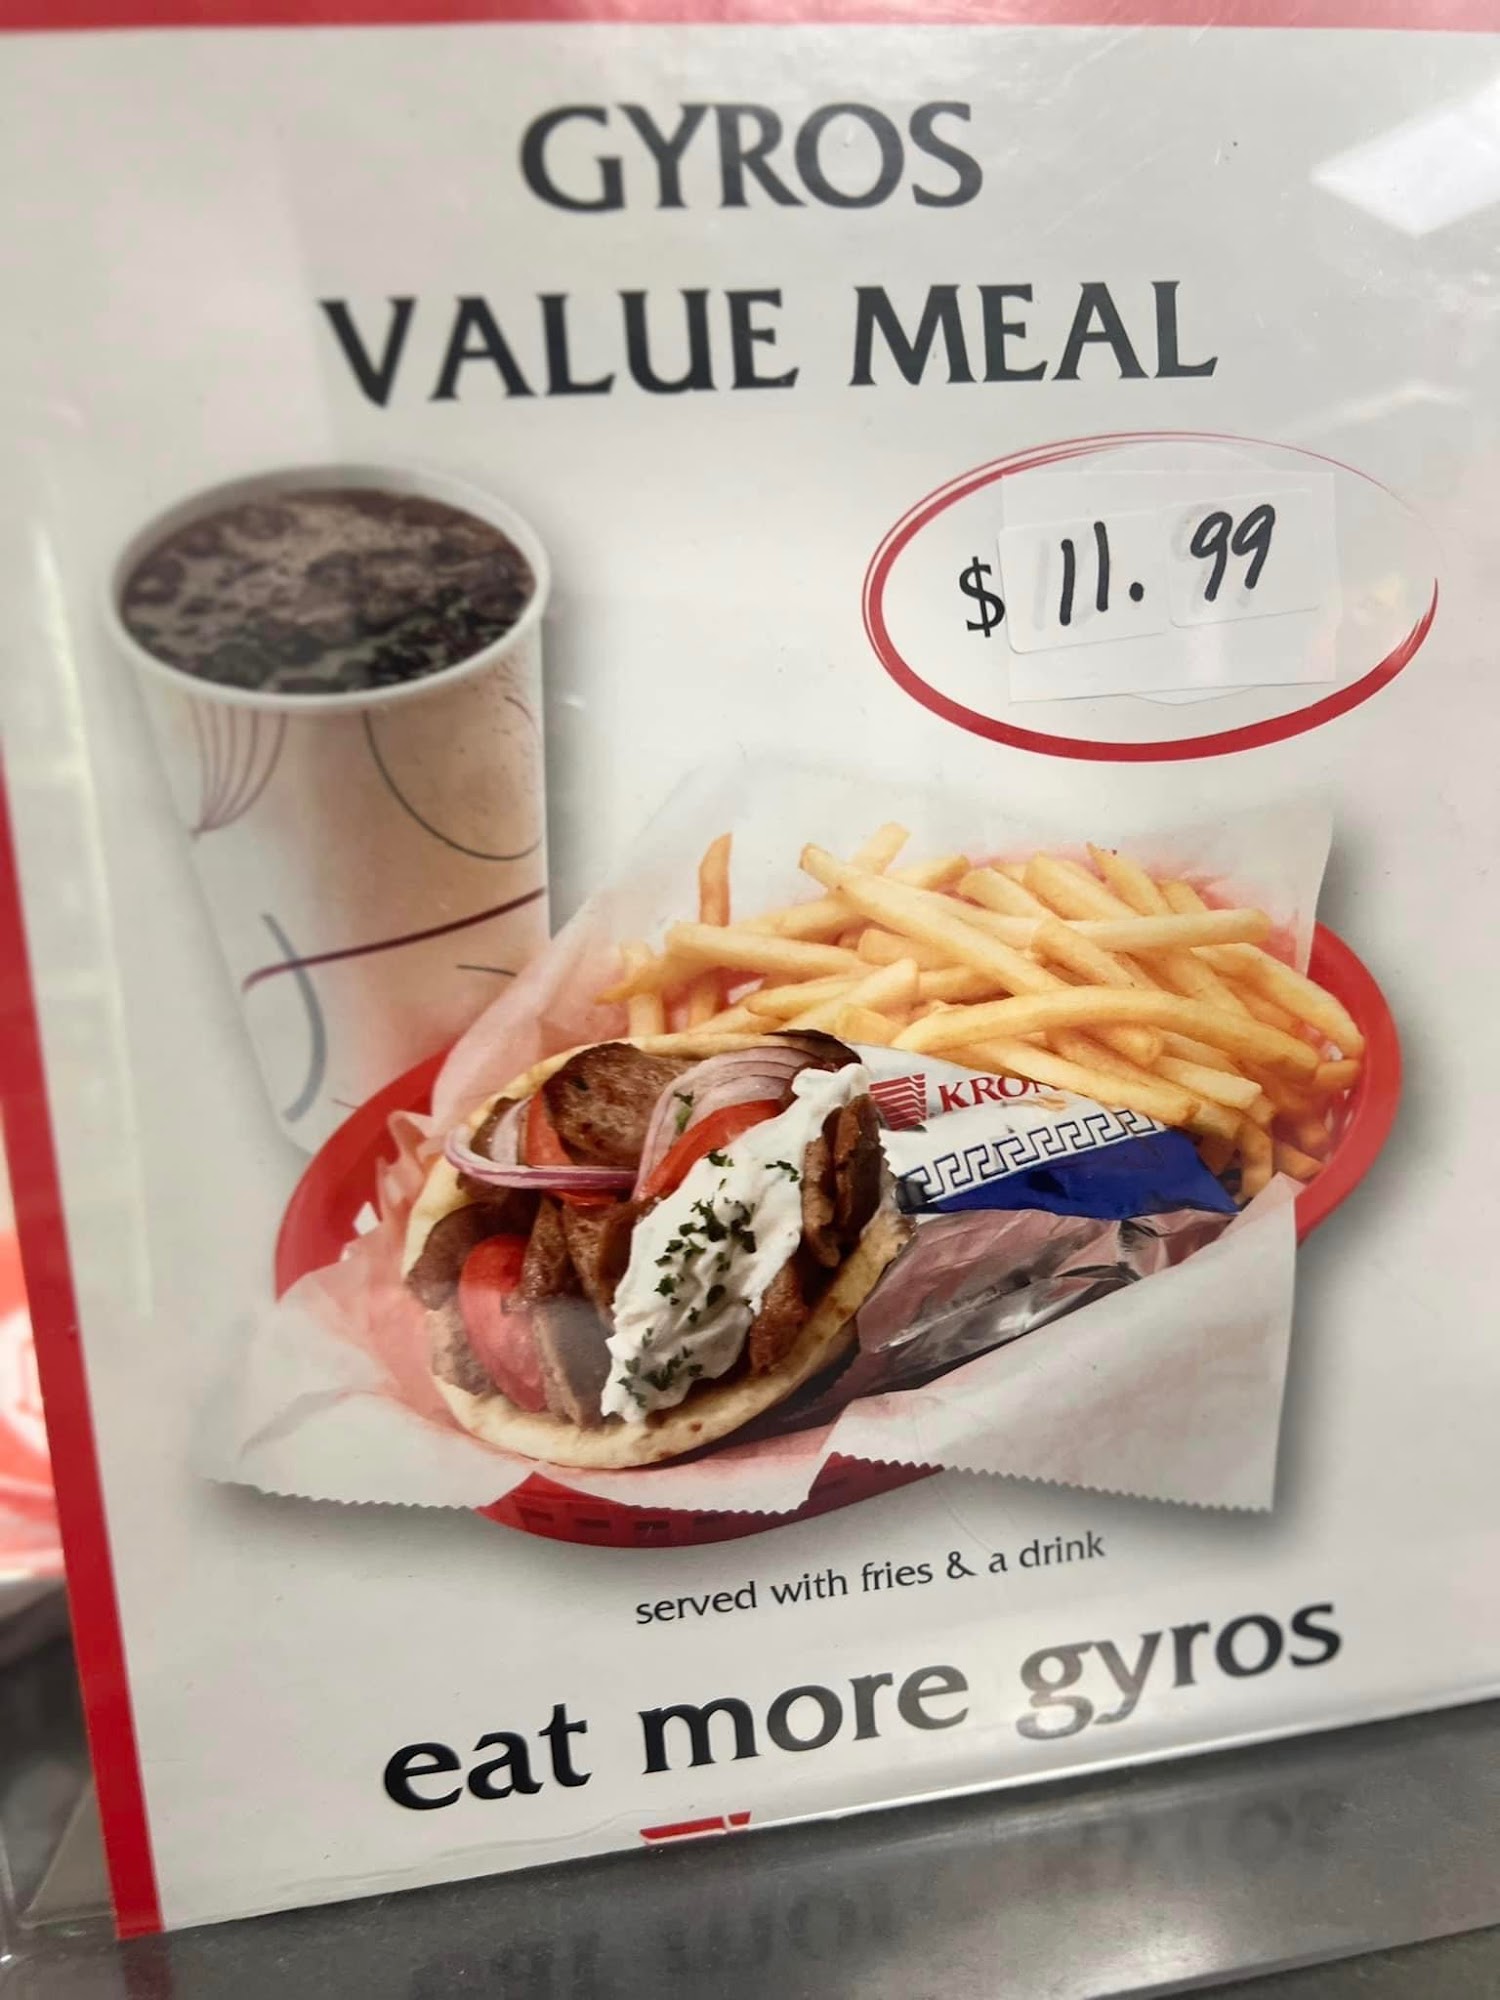 GYROS
VALUE MEAL
$ 11.99
served with fries & a drink
eat more gyros